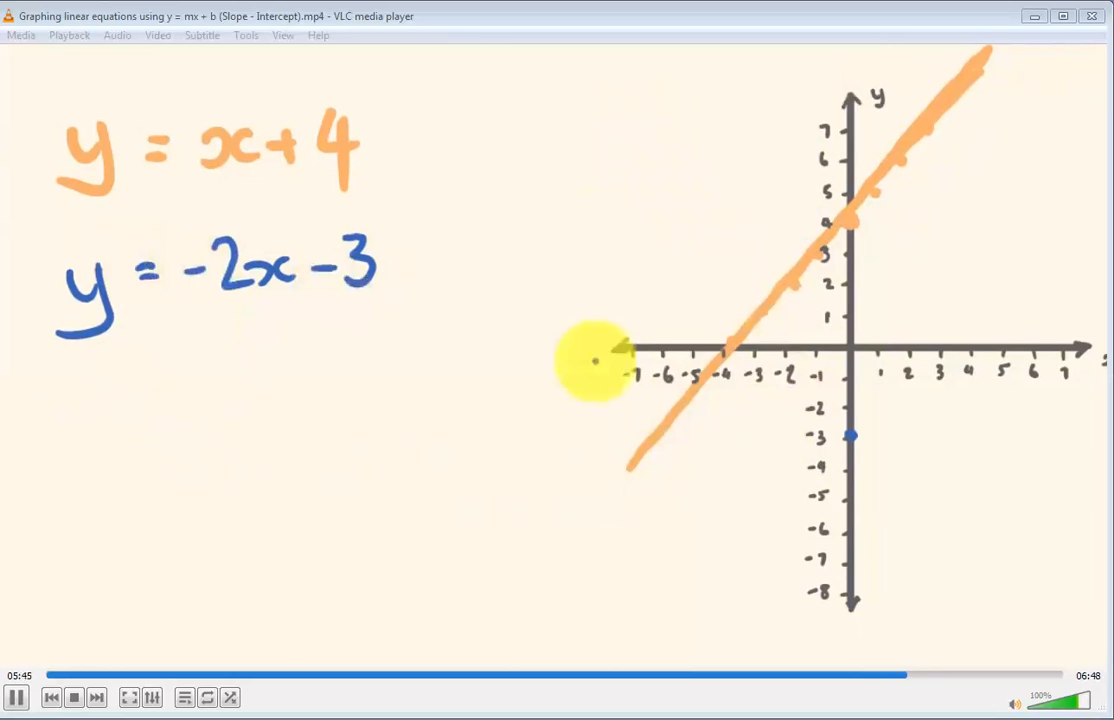 Graphing linear equations using y = mx + b (Slope - Intercept).mp4 - VLC media player
Media Playback Audio Video Subtitle Tools View Help
y = x + 4
y = -2x - 3
y
7
6
5
4
3
2
1
-7 -6 -5 -4 -3 -2 -1 1 2 3 4 5 6 7
-2
-3
-4
-5
-6
-7
-8
05:45 06:48
100%